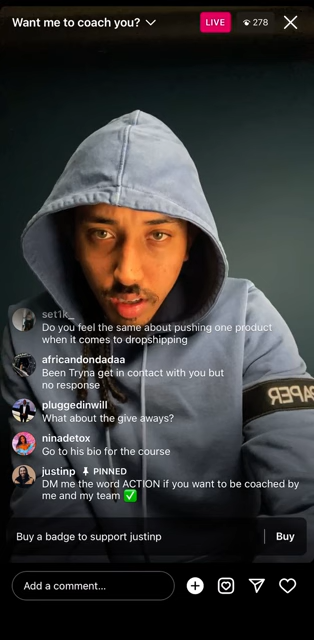 Want me to coach you?
LIVE
278
set1k_
Do you feel the same about pushing one product
when it comes to dropshipping
africandondadaa
Been Tryna get in contact with you but
no response
pluggedinwill
What about the give aways?
ninadetox
Go to his bio for the course
justinp PINNED
DM me the word ACTION if you want to be coached by
me and my team ✅
PAPER
Buy a badge to support justinp
Buy
Add a comment...